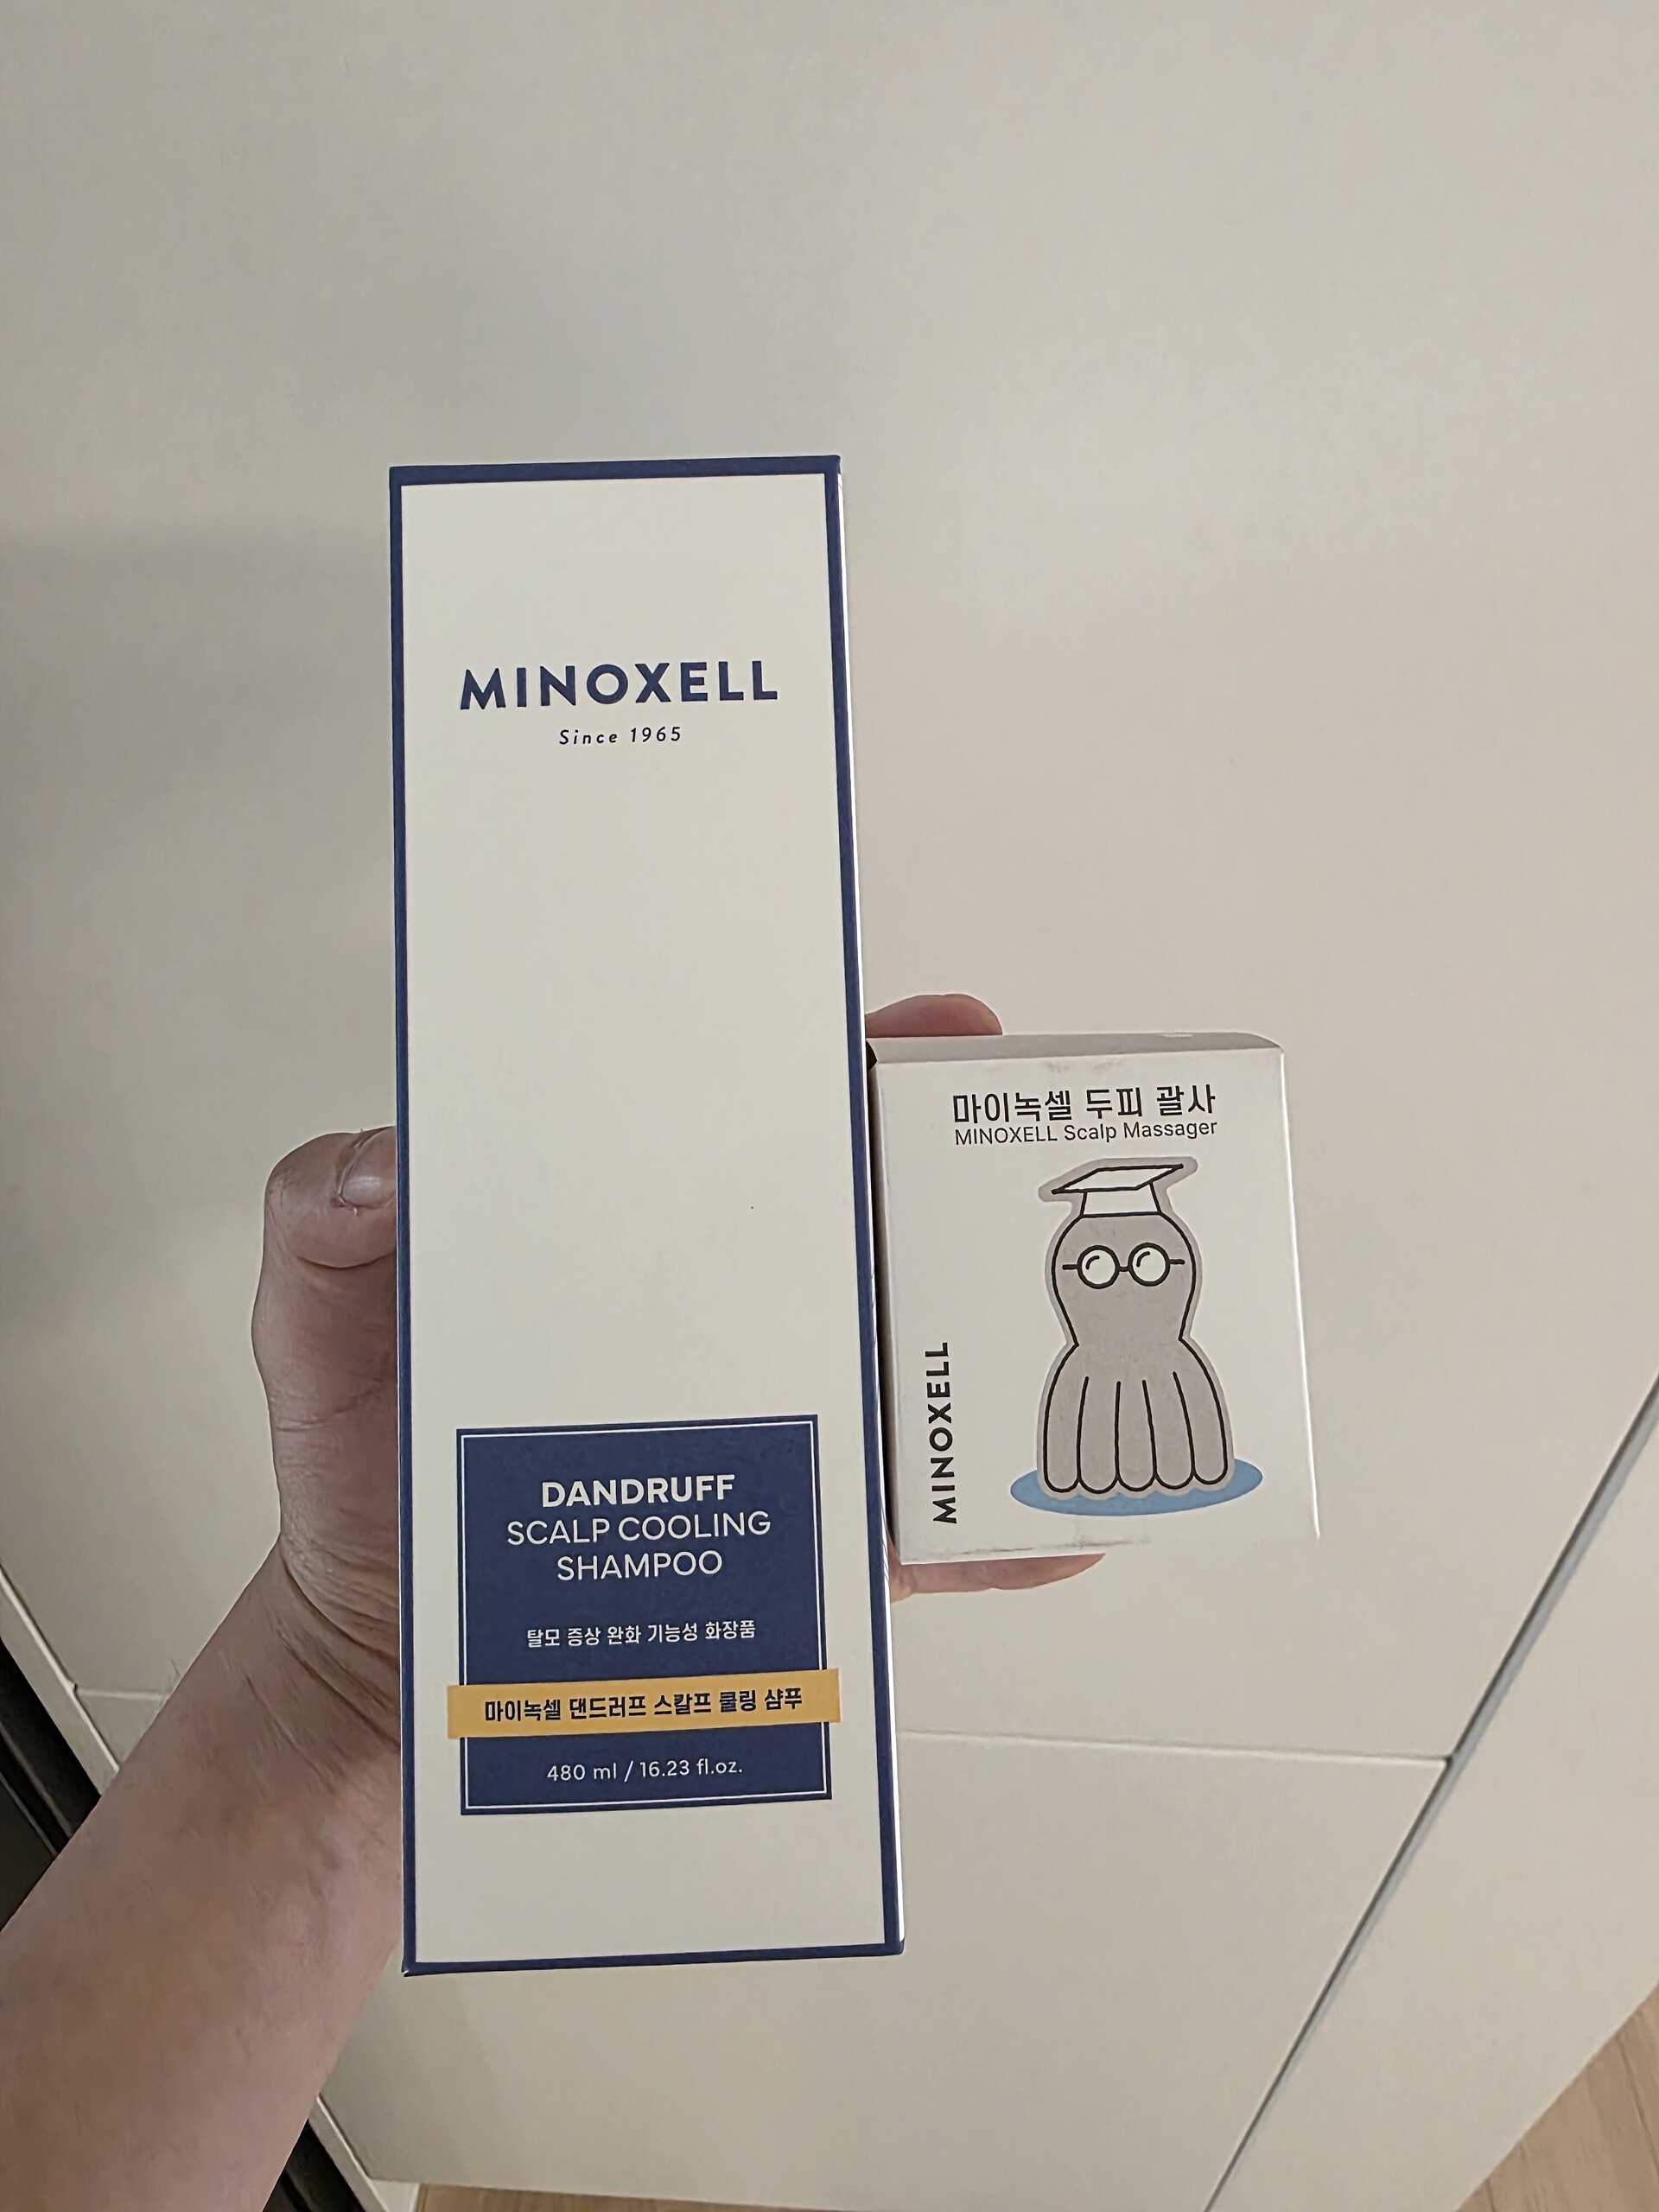 MINOXELL
Since 1965
DANDRUFF
SCALP COOLING
SHAMPOO
탈모 증상 완화 기능성 화장품
마이녹셀 댄드러프 스칼프 쿨링 샴푸
480 ml / 16.23 fl.oz.
마이녹셀 두피 괄사
MINOXELL Scalp Massager
MINOXELL